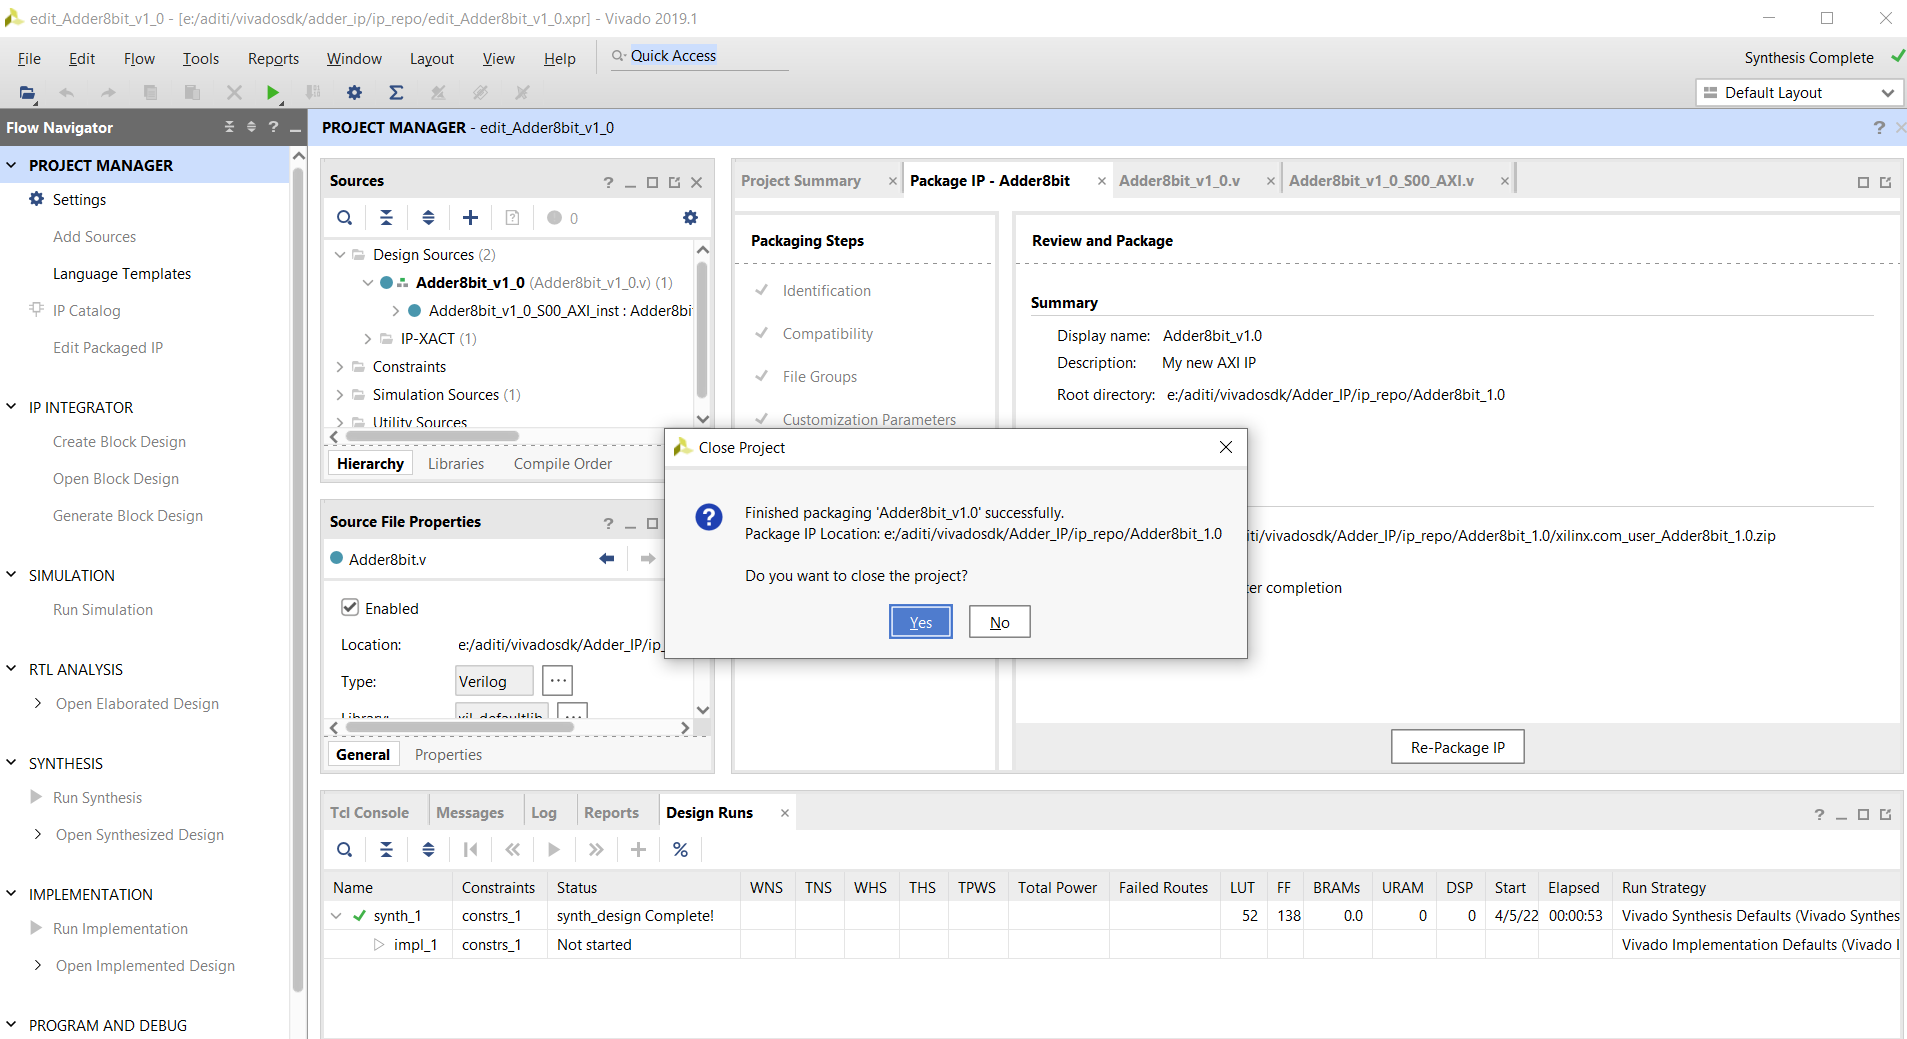 edit_Adder8bit_v1_0 - [e:/aditi/vivadosdk/adder_ip/ip_repo/edit_Adder8bit_v1_0.xpr] - Vivado 2019.1
File Edit Flow Tools Reports Window Layout View Help Quick Access
Synthesis Complete
Default Layout
Flow Navigator
PROJECT MANAGER - edit_Adder8bit_v1_0
PROJECT MANAGER
Settings
Add Sources
Language Templates
IP Catalog
Edit Packaged IP
IP INTEGRATOR
Create Block Design
Open Block Design
Generate Block Design
SIMULATION
Run Simulation
RTL ANALYSIS
Open Elaborated Design
SYNTHESIS
Run Synthesis
Open Synthesized Design
IMPLEMENTATION
Run Implementation
Open Implemented Design
PROGRAM AND DEBUG
Sources
0
Design Sources (2)
Adder8bit_v1_0 (Adder8bit_v1_0.v) (1)
Adder8bit_v1_0_S00_AXI_inst : Adder8bi
IP-XACT (1)
Constraints
Simulation Sources (1)
Utility Sources
Hierarchy Libraries Compile Order
Source File Properties
Adder8bit.v
Enabled
Location: e:/aditi/vivadosdk/Adder_IP/ip_
Type: Verilog ...
Library: xil_defaultlib ...
General Properties
Project Summary Package IP - Adder8bit Adder8bit_v1_0.v Adder8bit_v1_0_S00_AXI.v
Packaging Steps
Identification
Compatibility
File Groups
Customization Parameters
Review and Package
Summary
Display name: Adder8bit_v1.0
Description: My new AXI IP
Root directory: e:/aditi/vivadosdk/Adder_IP/ip_repo/Adder8bit_1.0
iti/vivadosdk/Adder_IP/ip_repo/Adder8bit_1.0/xilinx.com_user_Adder8bit_1.0.zip
ter completion
Re-Package IP
Close Project
Finished packaging 'Adder8bit_v1.0' successfully.
Package IP Location: e:/aditi/vivadosdk/Adder_IP/ip_repo/Adder8bit_1.0
Do you want to close the project?
Yes No
Tcl Console Messages Log Reports Design Runs
Name Constraints Status WNS TNS WHS THS TPWS Total Power Failed Routes LUT FF BRAMs URAM DSP Start Elapsed Run Strategy
synth_1 constrs_1 synth_design Complete! 52 138 0.0 0 0 4/5/22 00:00:53 Vivado Synthesis Defaults (Vivado Synthes
impl_1 constrs_1 Not started Vivado Implementation Defaults (Vivado I